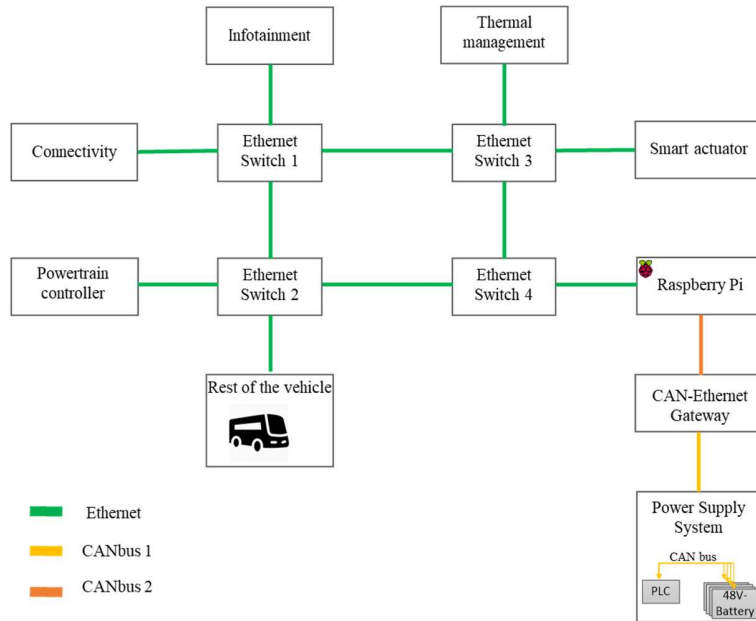 Infotainment
Thermal
management
Connectivity
Ethernet
Switch 1
Ethernet
Switch 3
Smart actuator
Powertrain
controller
Ethernet
Switch 2
Ethernet
Switch 4
Raspberry Pi
Rest of the vehicle
CAN-Ethernet
Gateway
Power Supply
System
CAN bus
PLC
48V-
Battery
Ethernet
CANbus 1
CANbus 2